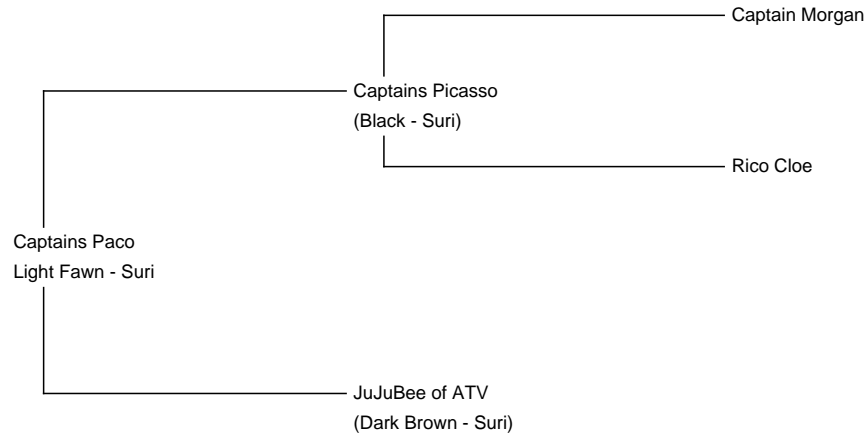 Captain Morgan
Captains Picasso
(Black - Suri)
Rico Cloe
Captains Paco
Light Fawn - Suri
JuJuBee of ATV
(Dark Brown - Suri)